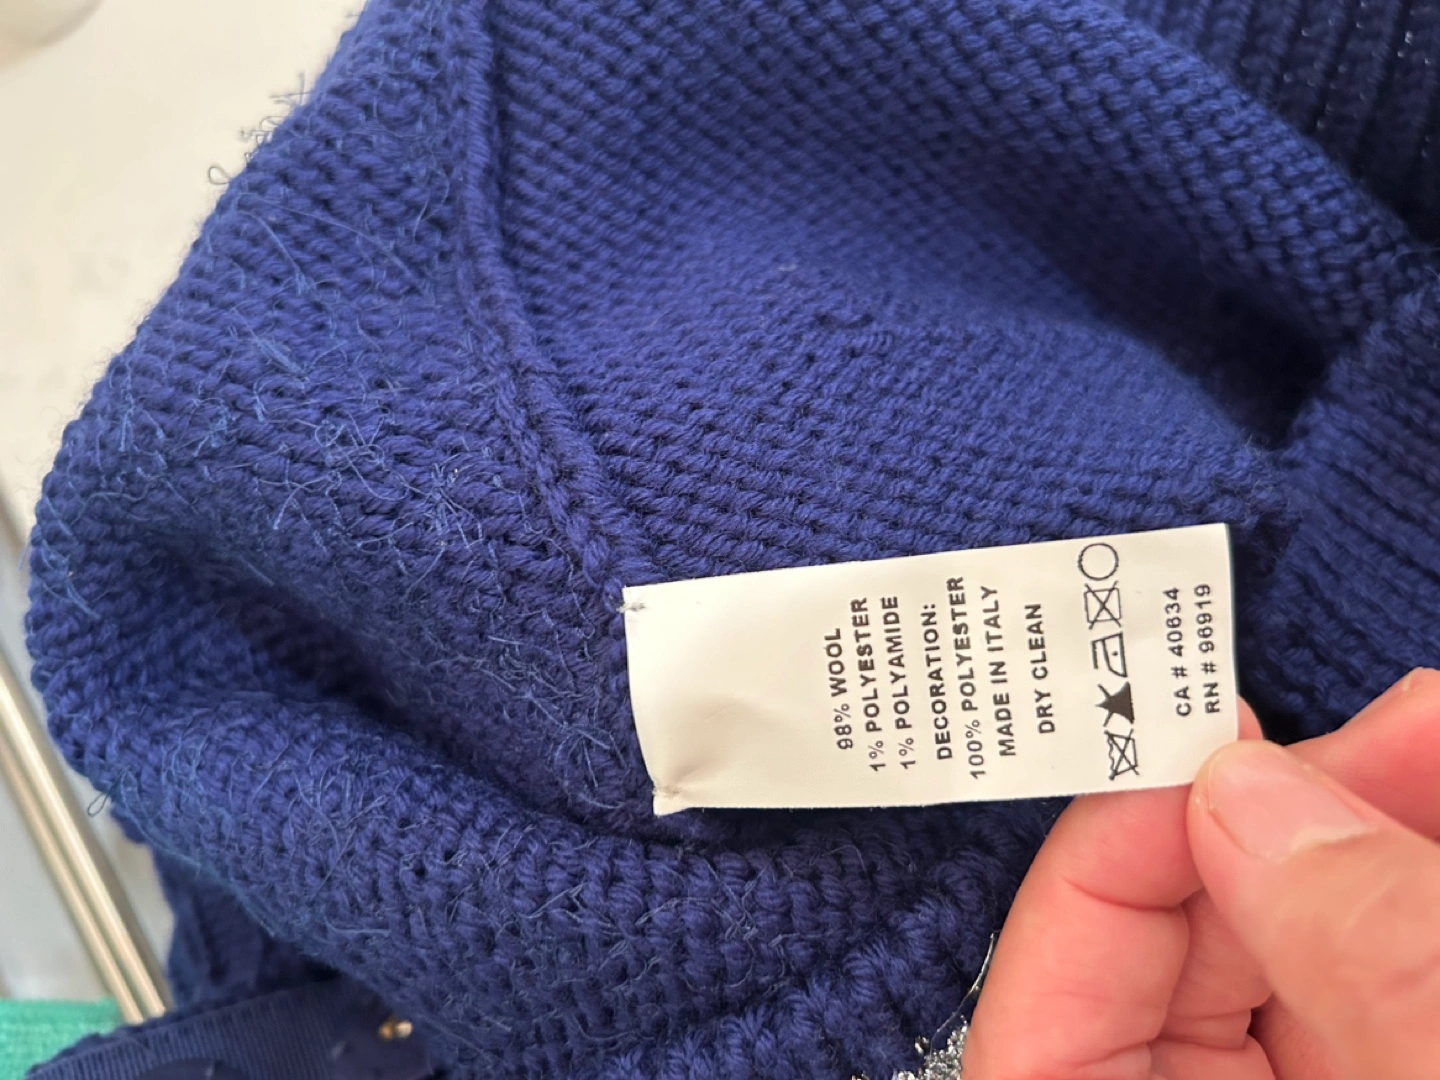 98% WOOL
1% POLYESTER
1% POLYAMIDE
DECORATION:
100% POLYESTER
MADE IN ITALY
DRY CLEAN
CA # 40634
RN # 96919